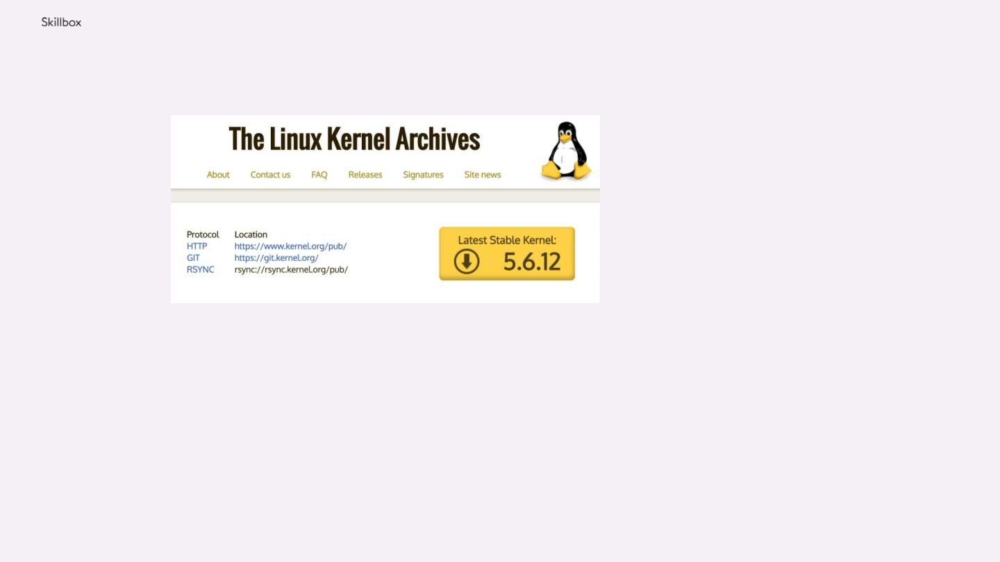 Skillbox
The Linux Kernel Archives
About Contact us FAQ Releases Signatures Site news
Protocol Location
HTTP https://www.kernel.org/pub/
GIT https://git.kernel.org/
RSYNC rsync://rsync.kernel.org/pub/
Latest Stable Kernel:
5.6.12